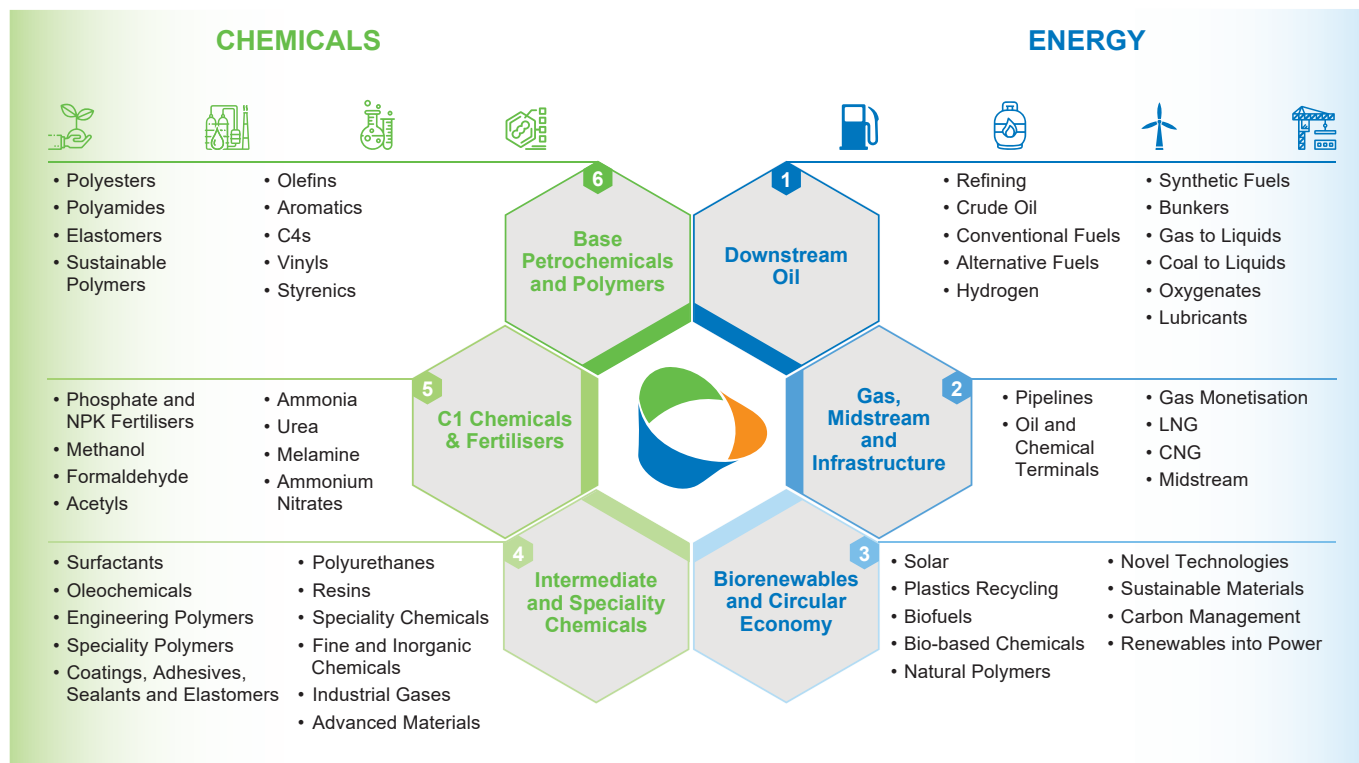 CHEMICALS
ENERGY
6
Base
Petrochemicals
and Polymers
• Polyesters
• Polyamides
• Elastomers
• Sustainable
Polymers
• Olefins
• Aromatics
• C4s
• Vinyls
• Styrenics
1
Downstream
Oil
• Refining
• Crude Oil
• Conventional Fuels
• Alternative Fuels
• Hydrogen
• Synthetic Fuels
• Bunkers
• Gas to Liquids
• Coal to Liquids
• Oxygenates
• Lubricants
5
C1 Chemicals
& Fertilisers
• Phosphate and
NPK Fertilisers
• Methanol
• Formaldehyde
• Acetyls
• Ammonia
• Urea
• Melamine
• Ammonium
Nitrates
2
Gas,
Midstream
and
Infrastructure
• Pipelines
• Oil and
Chemical
Terminals
• Gas Monetisation
• LNG
• CNG
• Midstream
4
Intermediate
and Speciality
Chemicals
• Surfactants
• Oleochemicals
• Engineering Polymers
• Speciality Polymers
• Coatings, Adhesives,
Sealants and Elastomers
• Polyurethanes
• Resins
• Speciality Chemicals
• Fine and Inorganic
Chemicals
• Industrial Gases
• Advanced Materials
3
Biorenewables
and Circular
Economy
• Solar
• Plastics Recycling
• Biofuels
• Bio-based Chemicals
• Natural Polymers
• Novel Technologies
• Sustainable Materials
• Carbon Management
• Renewables into Power